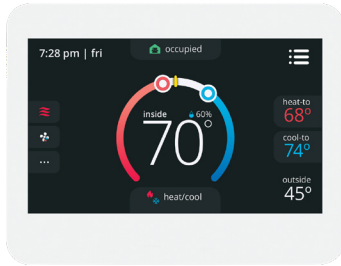 7:28 pm | fri
occupied
inside
60%
70°
heat-to
68°
cool-to
74°
outside
45°
heat/cool